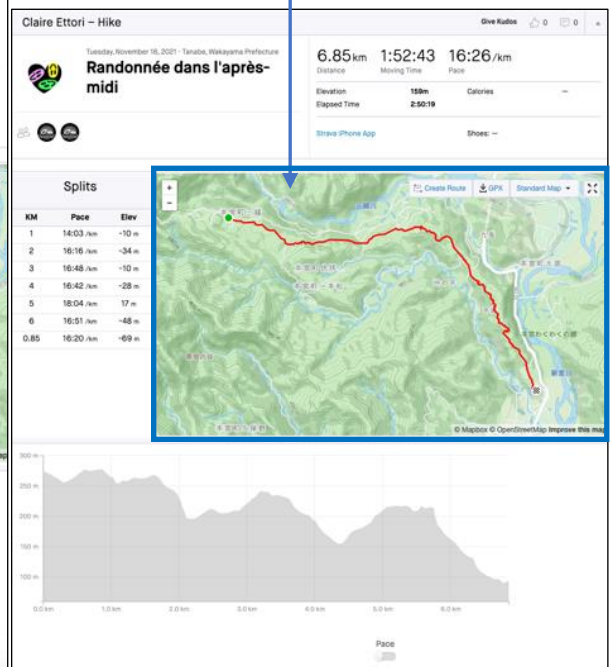 Claire Ettori – Hike
Give Kudos 0 0
Tuesday, November 16, 2021 · Tanabe, Wakayama Prefecture
Randonnée dans l'après-
midi
6.85 km 1:52:43 16:26 /km
Distance Moving Time Pace
Elevation 159m Calories —
Elapsed Time 2:50:19
Strava iPhone App Shoes: —
Splits
KM Pace Elev
1 14:03 /km -10 m
2 16:16 /km -34 m
3 16:48 /km -10 m
4 16:42 /km -28 m
5 18:04 /km 17 m
6 16:51 /km -48 m
0.85 16:20 /km -69 m
+
-
Create Route GPX Standard Map
© Mapbox © OpenStreetMap Improve this map
300 m
250 m
200 m
150 m
100 m
0.0 km 1.0 km 2.0 km 3.0 km 4.0 km 5.0 km 6.0 km
Pace